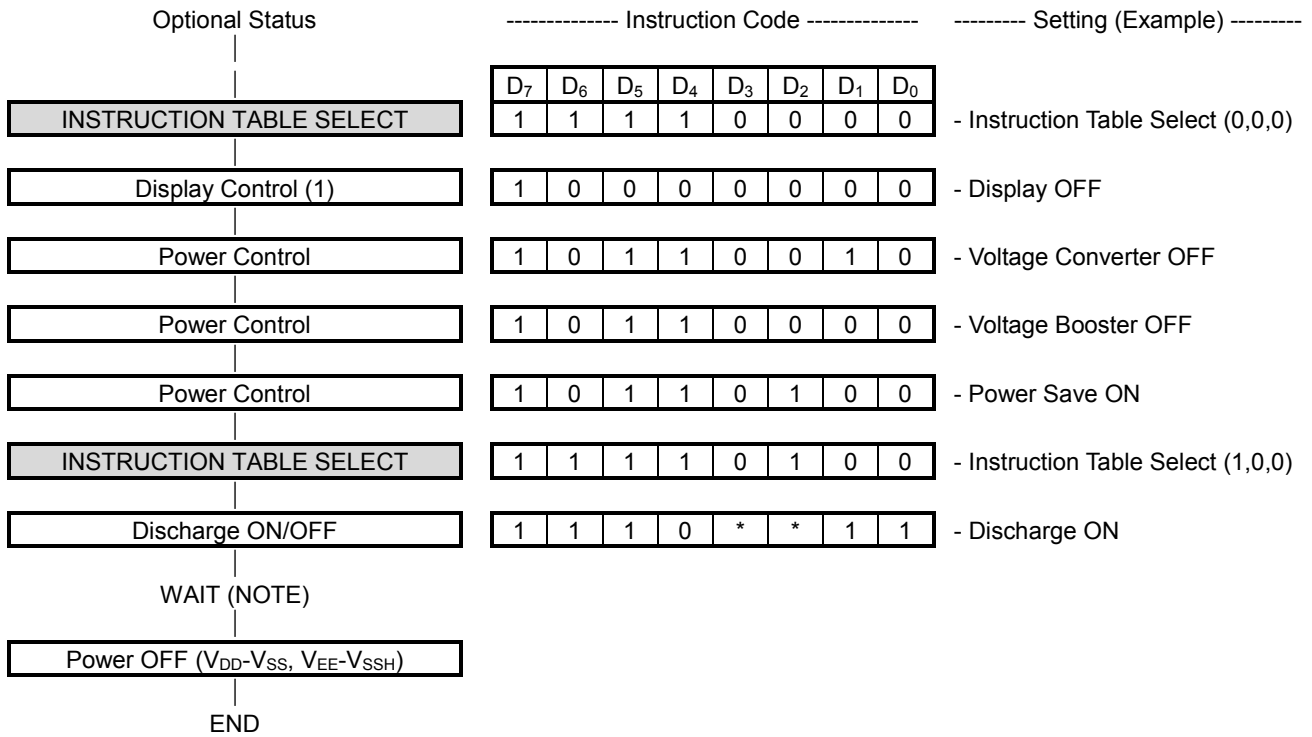 Optional Status -------------- Instruction Code -------------- --------- Setting (Example) ---------
D7 D6 D5 D4 D3 D2 D1 D0
INSTRUCTION TABLE SELECT 1 1 1 1 0 0 0 0 - Instruction Table Select (0,0,0)
Display Control (1) 1 0 0 0 0 0 0 0 - Display OFF
Power Control 1 0 1 1 0 0 1 0 - Voltage Converter OFF
Power Control 1 0 1 1 0 0 0 0 - Voltage Booster OFF
Power Control 1 0 1 1 0 1 0 0 - Power Save ON
INSTRUCTION TABLE SELECT 1 1 1 1 0 1 0 0 - Instruction Table Select (1,0,0)
Discharge ON/OFF 1 1 1 0 * * 1 1 - Discharge ON
WAIT (NOTE)
Power OFF (VDD-VSS, VEE-VSSH)
END